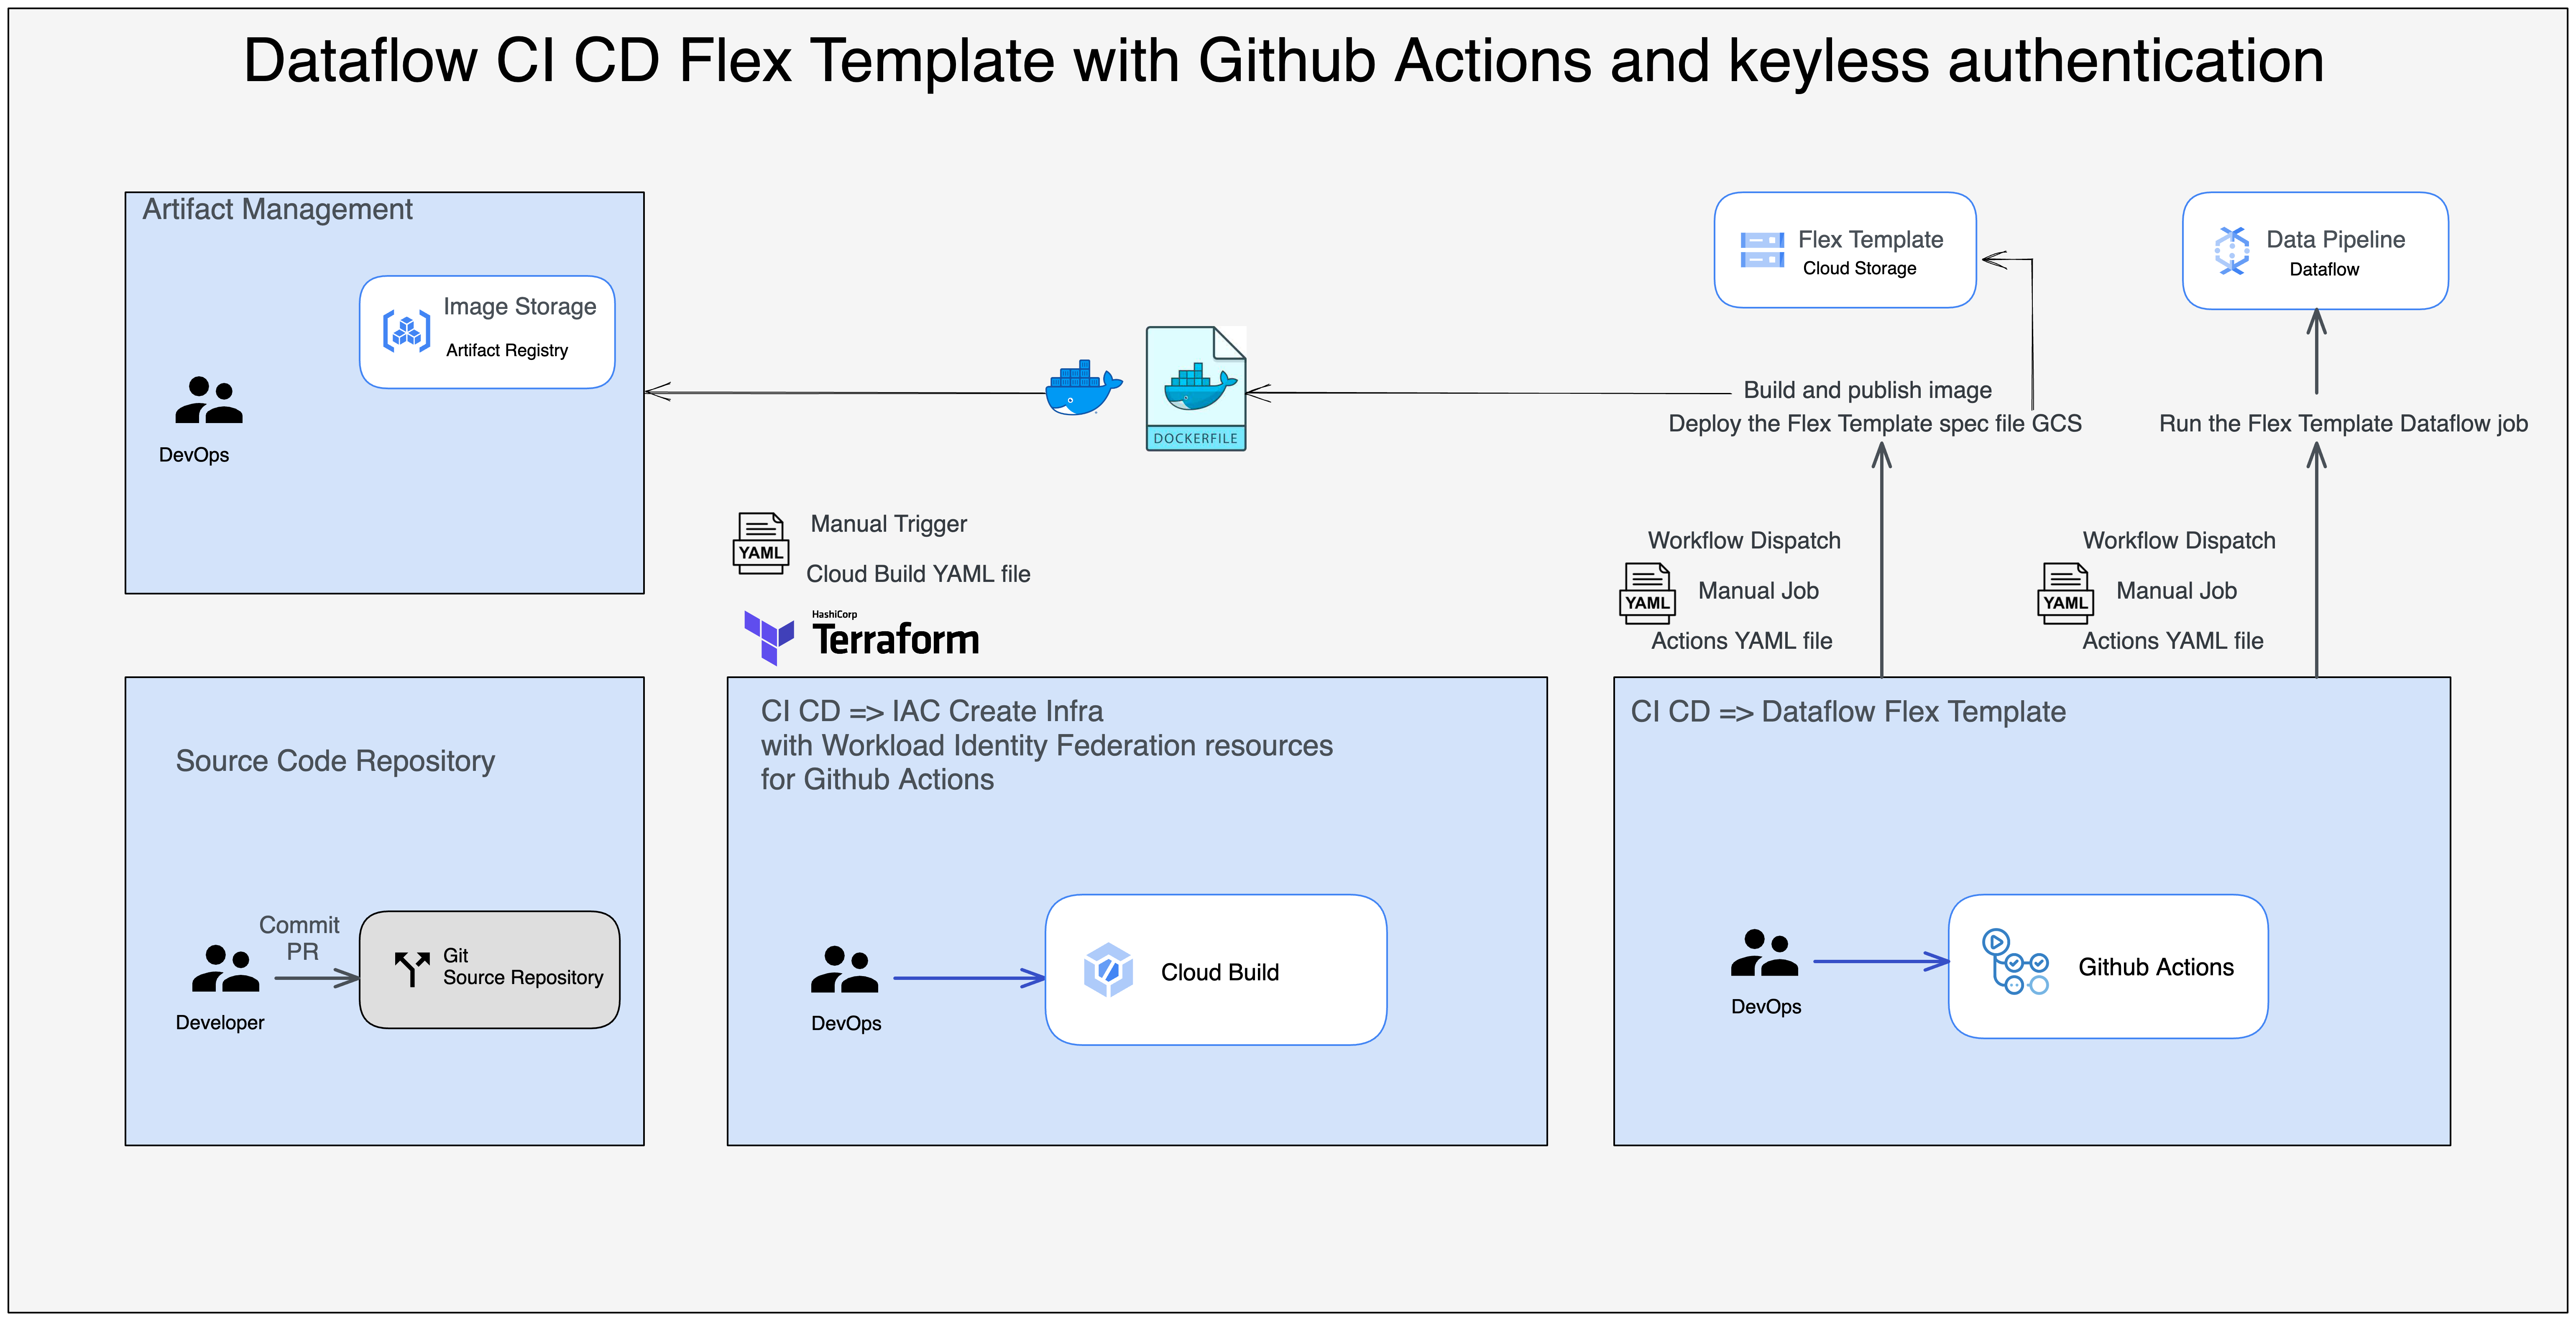 Dataflow CI CD Flex Template with Github Actions and keyless authentication
Artifact Management
Image Storage
Artifact Registry
DevOps
DOCKERFILE
Flex Template
Cloud Storage
Data Pipeline
Dataflow
Build and publish image
Deploy the Flex Template spec file GCS
Run the Flex Template Dataflow job
YAML
Manual Trigger
Cloud Build YAML file
HashiCorp
Terraform
Workflow Dispatch
YAML
Manual Job
Actions YAML file
Workflow Dispatch
YAML
Manual Job
Actions YAML file
Source Code Repository
Commit
PR
Developer
Git
Source Repository
CI CD => IAC Create Infra
with Workload Identity Federation resources
for Github Actions
DevOps
Cloud Build
CI CD => Dataflow Flex Template
DevOps
Github Actions